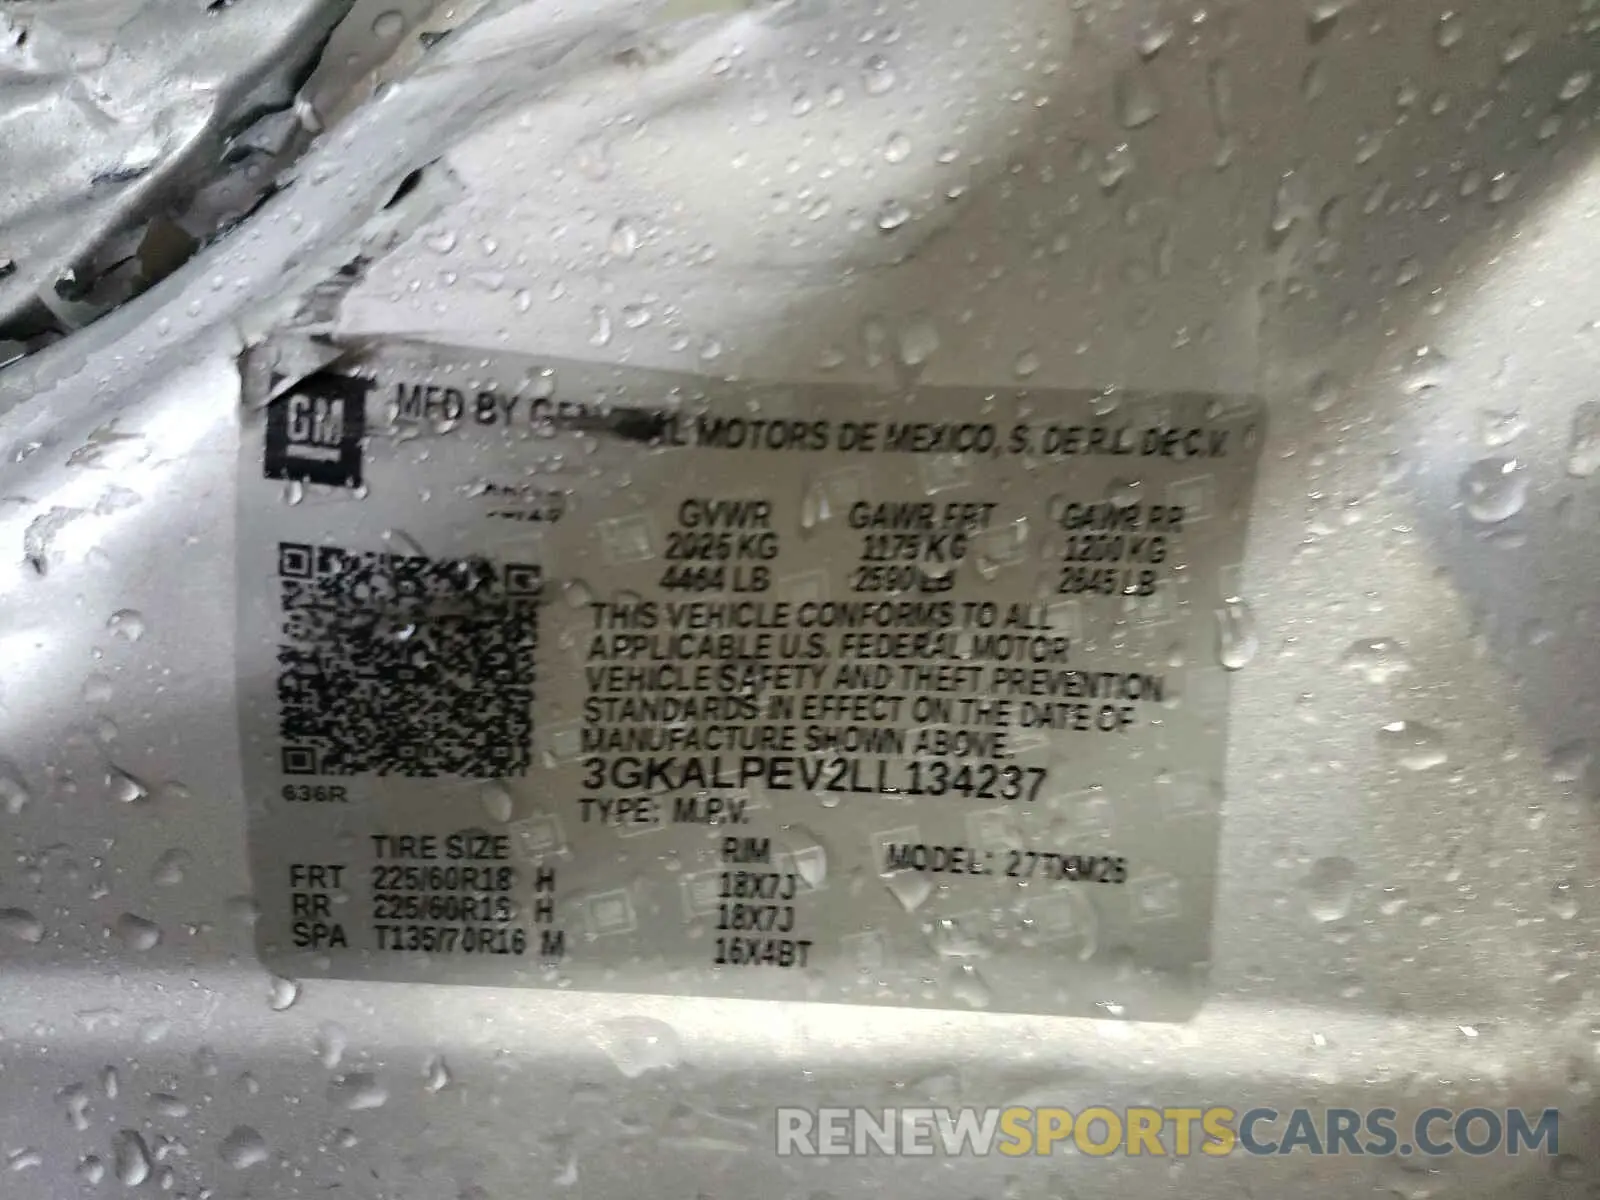 GM
MFD BY GENERAL MOTORS DE MEXICO, S. DE R.L. DE C.V.
GVWR GAWR FRT GAWR RR
2025 KG 1175 KG 1200 KG
4464 LB 2590 LB 2645 LB
THIS VEHICLE CONFORMS TO ALL
APPLICABLE U.S. FEDERAL MOTOR
VEHICLE SAFETY AND THEFT PREVENTION
STANDARDS IN EFFECT ON THE DATE OF
MANUFACTURE SHOWN ABOVE.
3GKALPEV2LL134237
636R
TYPE: M.P.V.
TIRE SIZE RIM MODEL:
FRT 225/60R18 H 18X7J
RR 225/60R18 H 18X7J
SPA T135/70R16 M 16X4BT
RENEWSPORTSCARS.COM